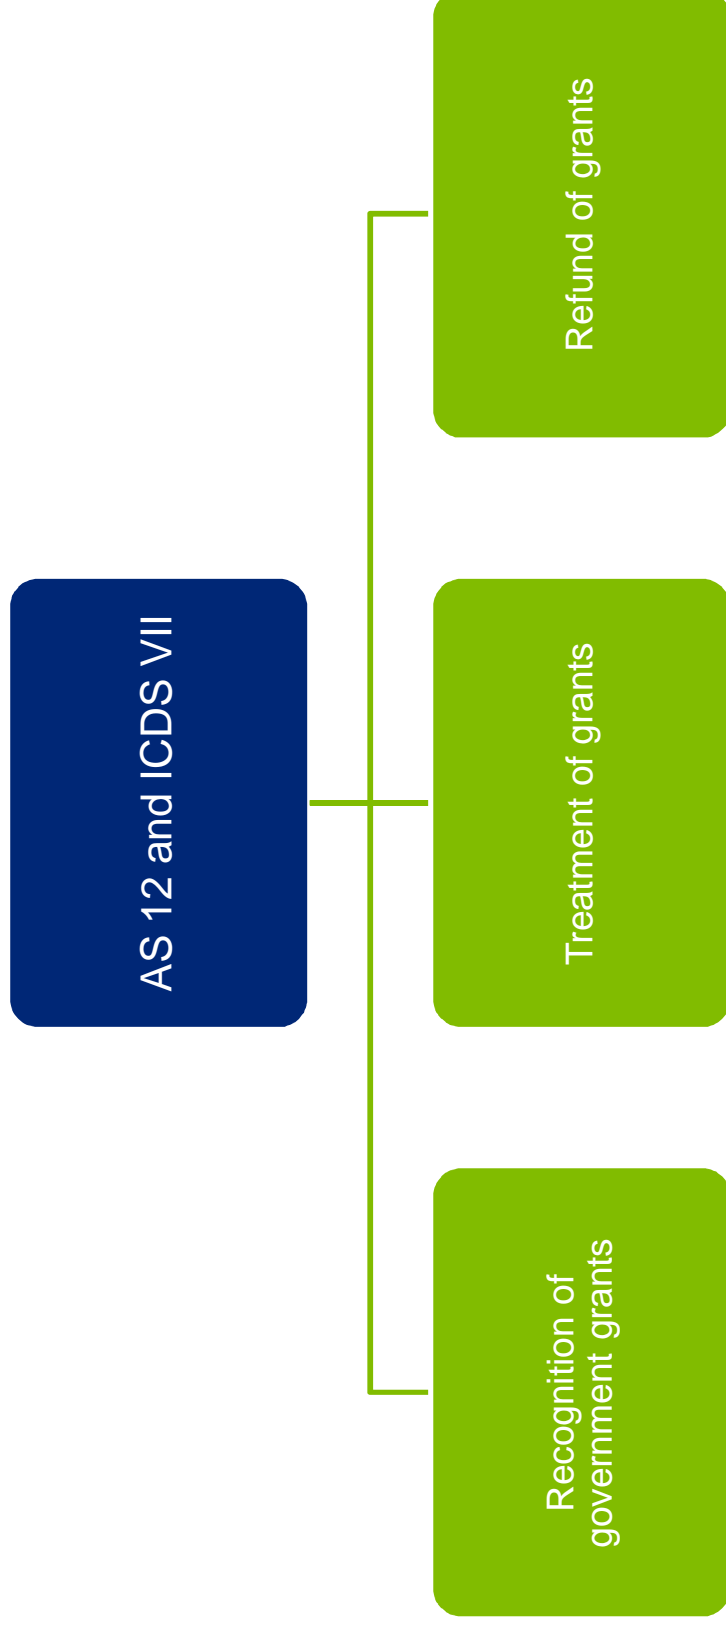 AS 12 and ICDS VII
Recognition of
government grants
Treatment of grants
Refund of grants